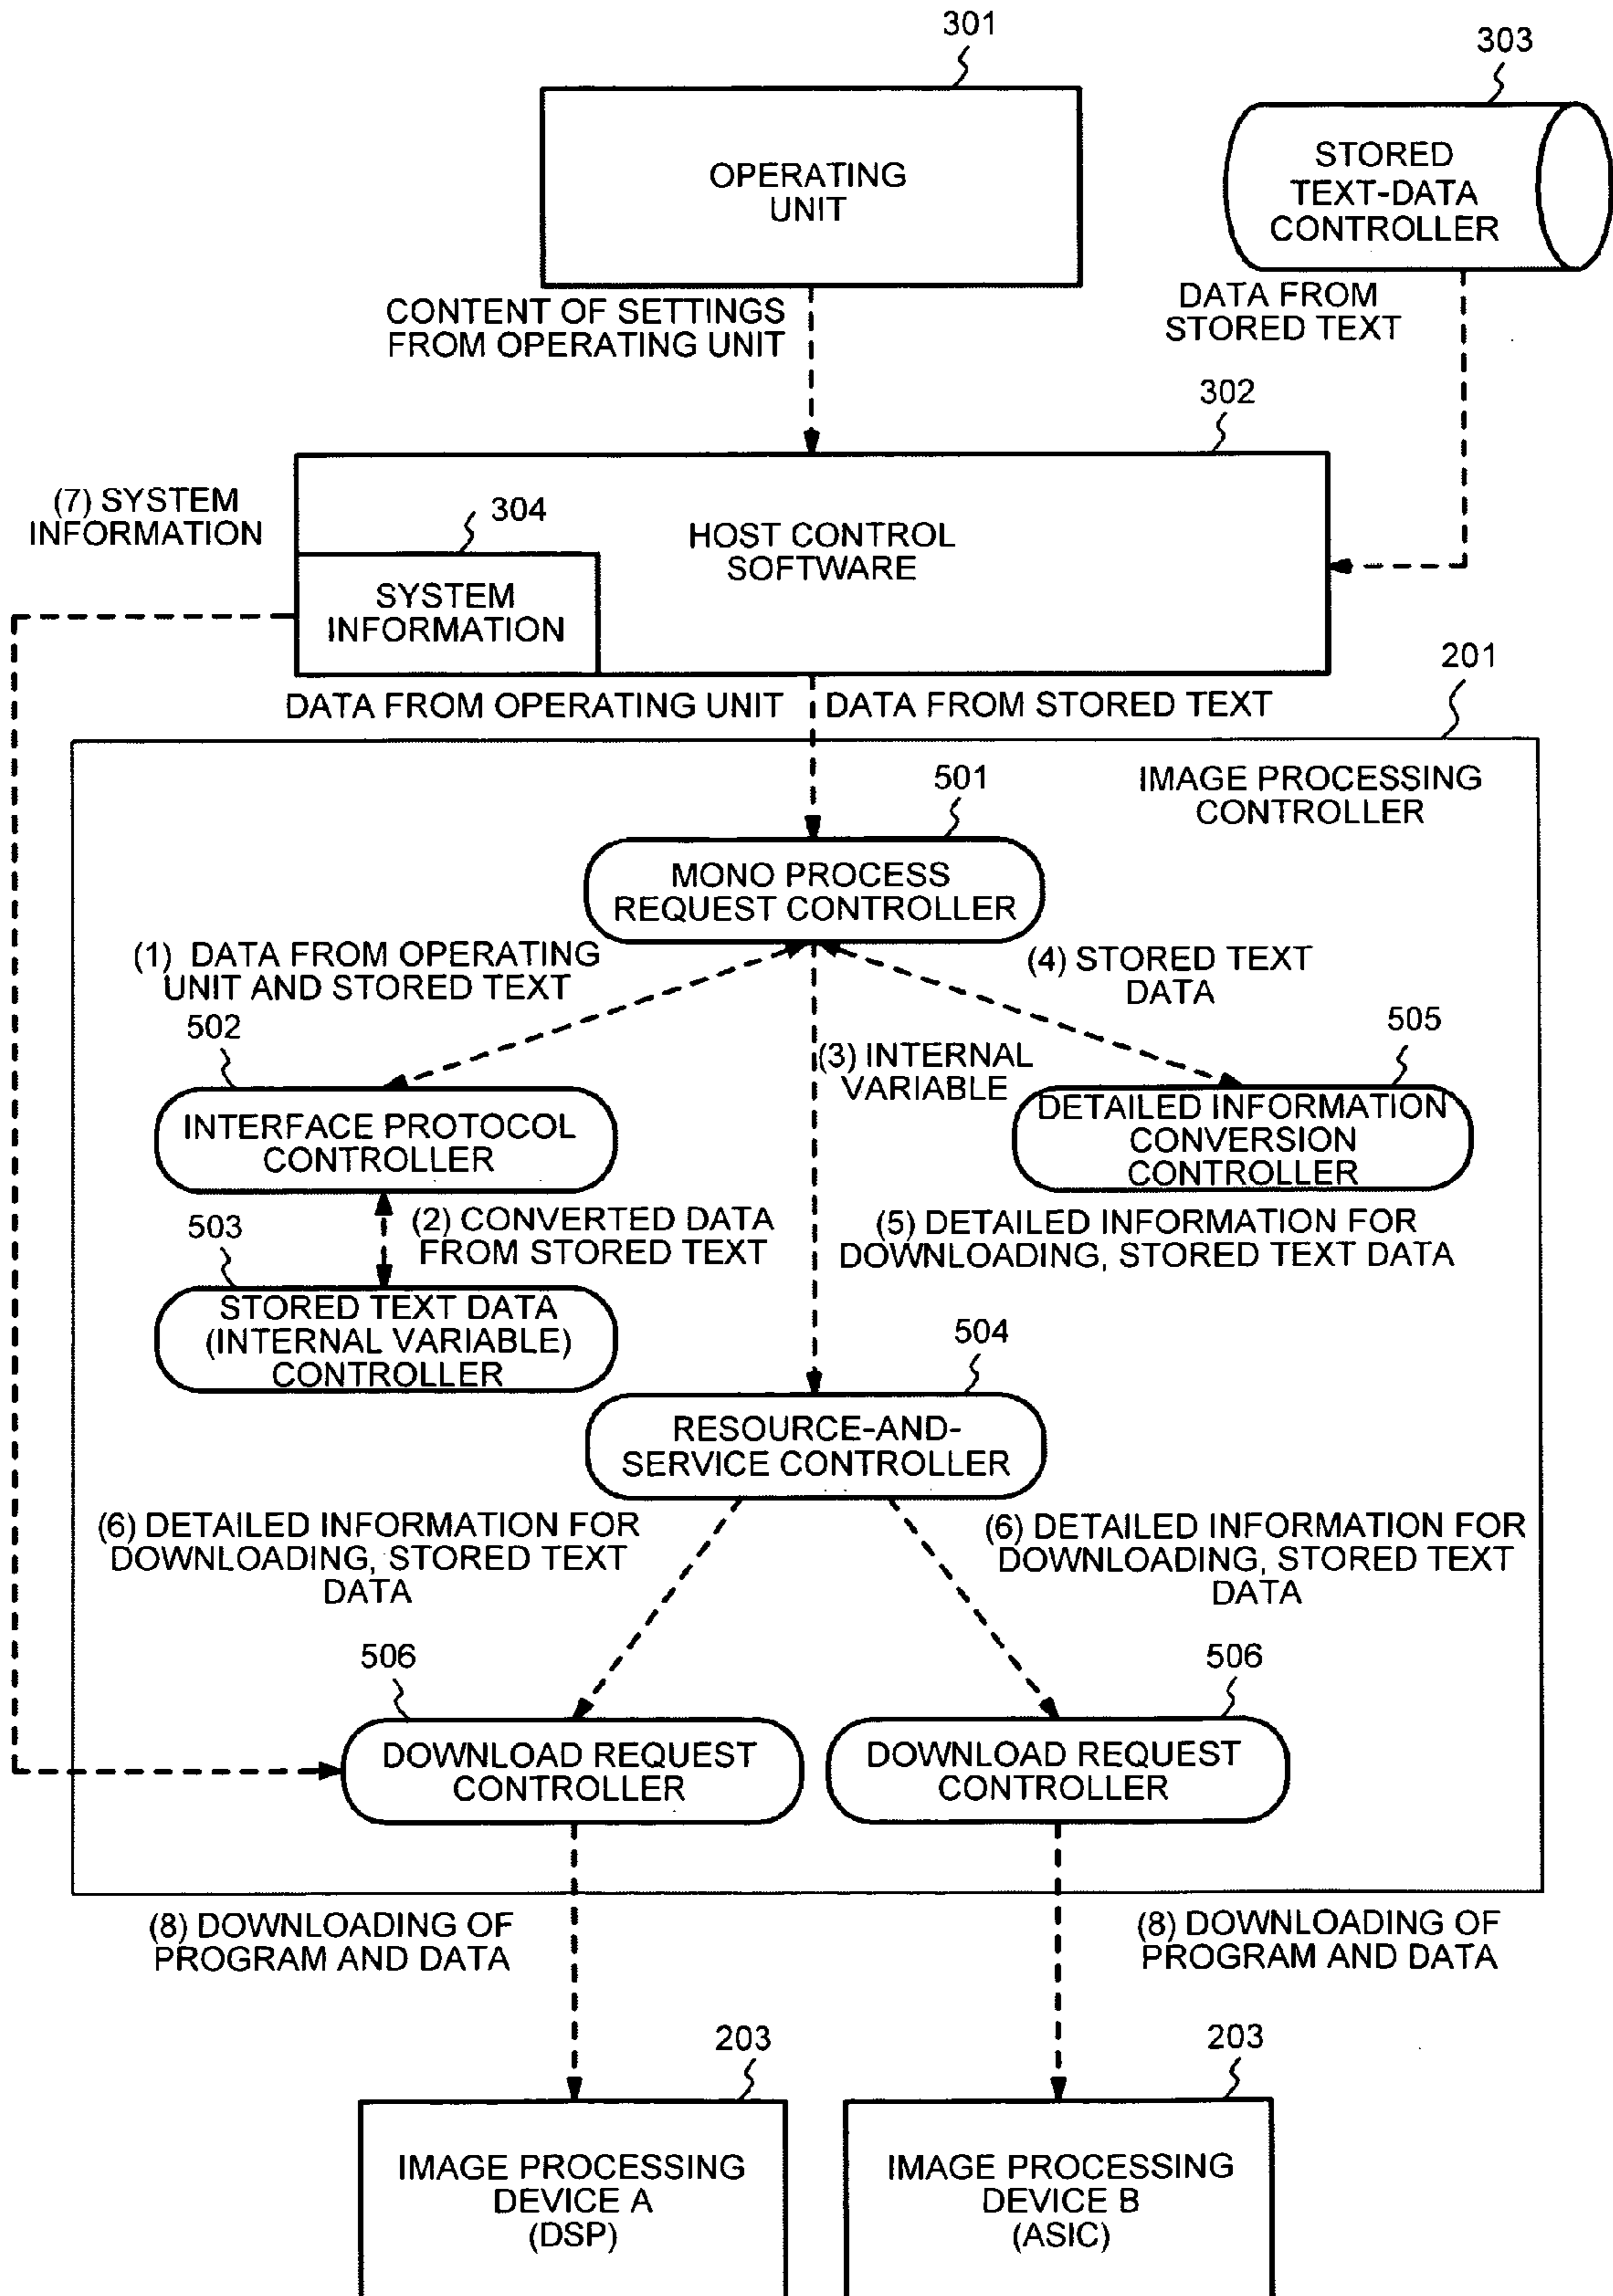 301
303
OPERATING
UNIT
STORED
TEXT-DATA
CONTROLLER
CONTENT OF SETTINGS
FROM OPERATING UNIT
DATA FROM
STORED TEXT
302
(7) SYSTEM
INFORMATION
304
HOST CONTROL
SOFTWARE
SYSTEM
INFORMATION
201
DATA FROM OPERATING UNIT
DATA FROM STORED TEXT
501
IMAGE PROCESSING
CONTROLLER
MONO PROCESS
REQUEST CONTROLLER
(1) DATA FROM OPERATING
UNIT AND STORED TEXT
(4) STORED TEXT
DATA
502
(3) INTERNAL
VARIABLE
505
INTERFACE PROTOCOL
CONTROLLER
DETAILED INFORMATION
CONVERSION
CONTROLLER
503
(2) CONVERTED DATA
FROM STORED TEXT
(5) DETAILED INFORMATION FOR
DOWNLOADING, STORED TEXT DATA
STORED TEXT DATA
(INTERNAL VARIABLE)
CONTROLLER
504
RESOURCE-AND-
SERVICE CONTROLLER
(6) DETAILED INFORMATION FOR
DOWNLOADING, STORED TEXT
DATA
(6) DETAILED INFORMATION FOR
DOWNLOADING, STORED TEXT
DATA
506
506
DOWNLOAD REQUEST
CONTROLLER
DOWNLOAD REQUEST
CONTROLLER
(8) DOWNLOADING OF
PROGRAM AND DATA
(8) DOWNLOADING OF
PROGRAM AND DATA
203
203
IMAGE PROCESSING
DEVICE A
(DSP)
IMAGE PROCESSING
DEVICE B
(ASIC)